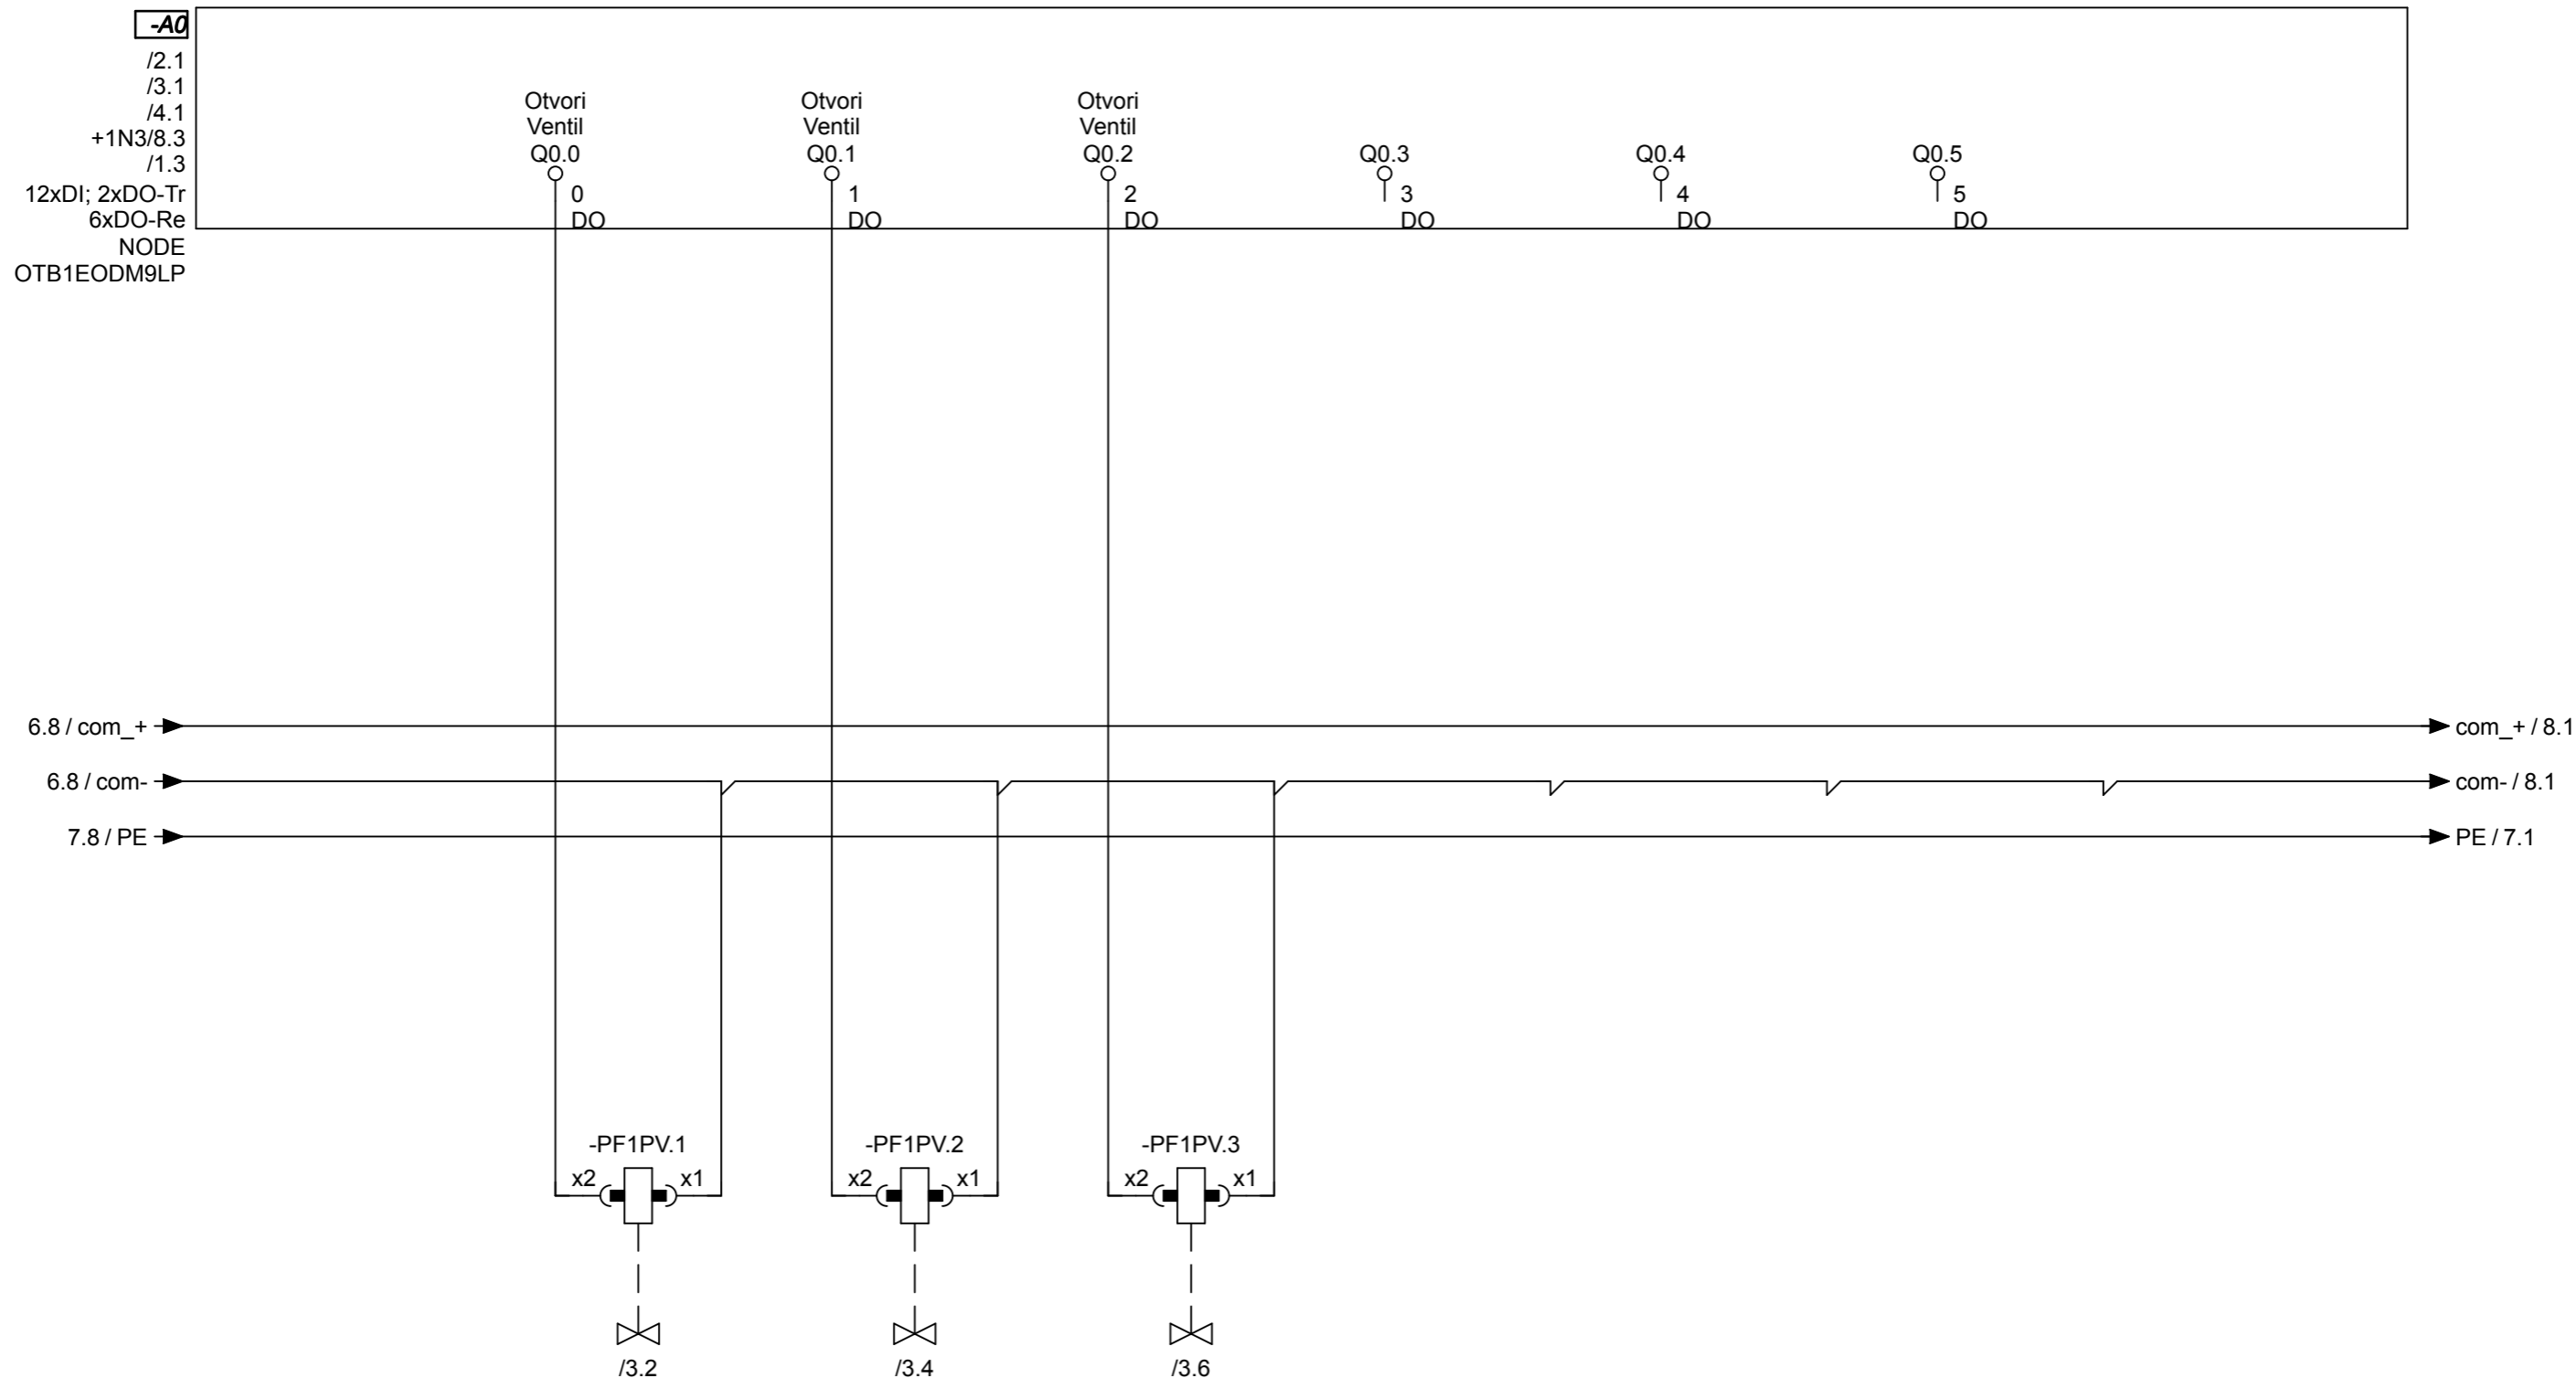 -A0
/2.1
/3.1
/4.1
+1N3/8.3
/1.3
12xDI; 2xDO-Tr
6xDO-Re
NODE
OTB1EODM9LP
Otvori
Ventil
Q0.0
0
DO
Otvori
Ventil
Q0.1
1
DO
Otvori
Ventil
Q0.2
2
DO
Q0.3
3
DO
Q0.4
4
DO
Q0.5
5
DO
6.8 / com_+
com_+ / 8.1
6.8 / com-
com- / 8.1
7.8 / PE
PE / 7.1
-PF1PV.1
x2 x1
/3.2
-PF1PV.2
x2 x1
/3.4
-PF1PV.3
x2 x1
/3.6